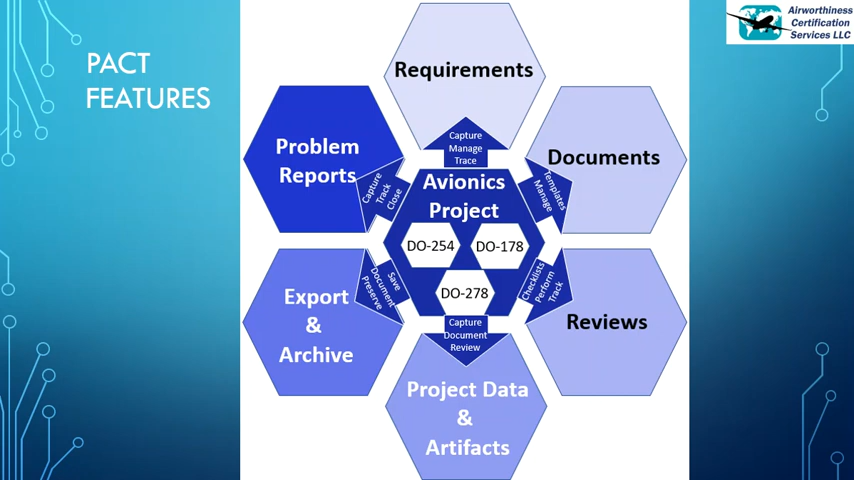 PACT
FEATURES
Airworthiness
Certification
Services LLC
Requirements
Capture
Manage
Trace
Problem
Reports
Capture
Track
Close
Documents
Templates
Manage
Avionics
Project
DO-254
DO-178
DO-278
Export
&
Archive
Save
Document
Preserve
Reviews
Checklists
Perform
Track
Capture
Document
Review
Project Data
&
Artifacts